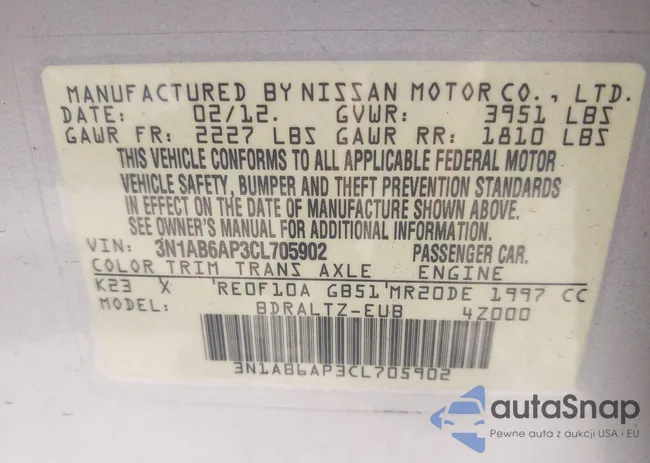 MANUFACTURED BY NISSAN MOTOR CO., LTD.
DATE: 02/12. GVWR: 3951 LBS
GAWR FR: 2227 LBS GAWR RR: 1810 LBS
THIS VEHICLE CONFORMS TO ALL APPLICABLE FEDERAL MOTOR
VEHICLE SAFETY, BUMPER AND THEFT PREVENTION STANDARDS
IN EFFECT ON THE DATE OF MANUFACTURE SHOWN ABOVE.
SEE OWNER'S MANUAL FOR ADDITIONAL INFORMATION.
VIN: 3N1AB6AP3CL705902 PASSENGER CAR.
COLOR TRIM TRANS AXLE ENGINE
K23 X 'RE0F10A GB51'MR20DE 1997 CC
MODEL: BDRALTZ-EUB 4Z000
3N1AB6AP3CL705902
autaSnap
Pewne auta z aukcji USA i EU